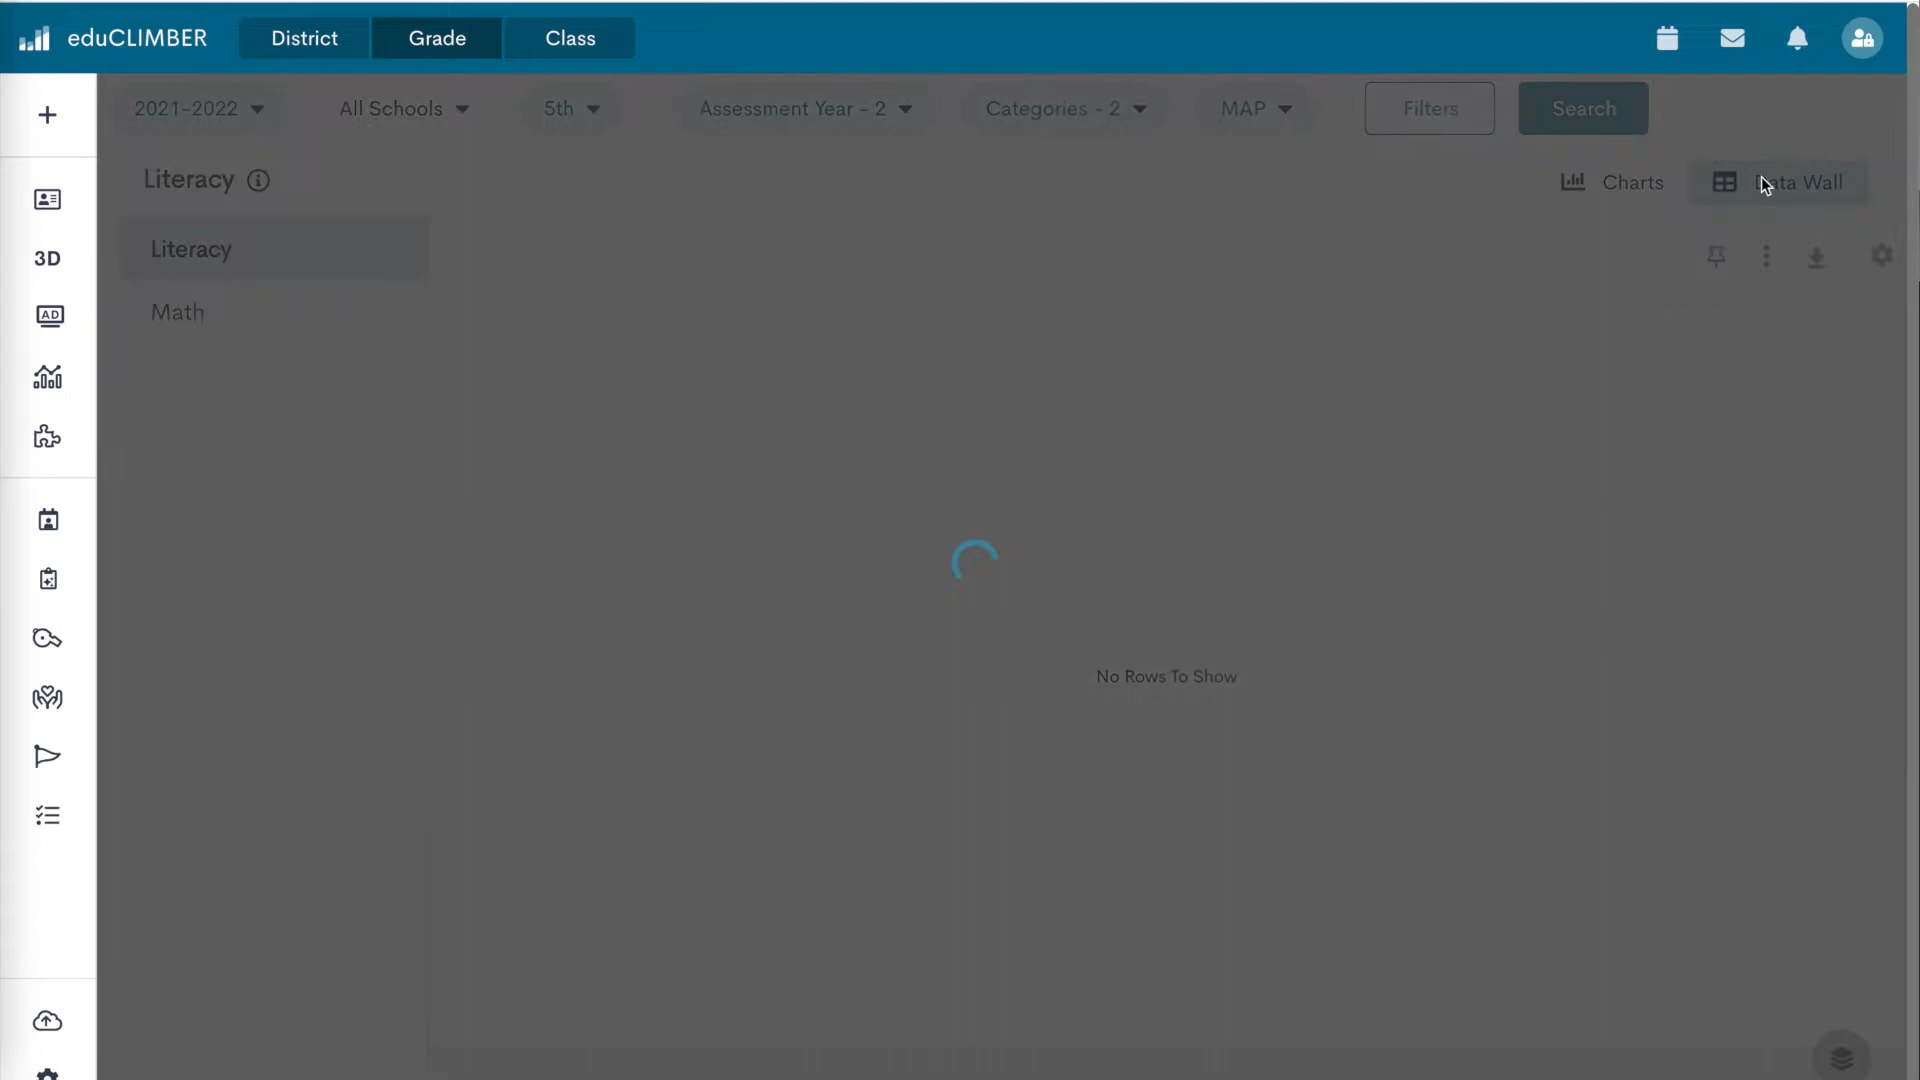 eduCLIMBER District Grade Class
2021-2022 All Schools 5th Assessment Year - 2 Categories - 2 MAP Filters Search
Literacy Charts Data Wall
3D
Literacy
AD
Math
No Rows To Show